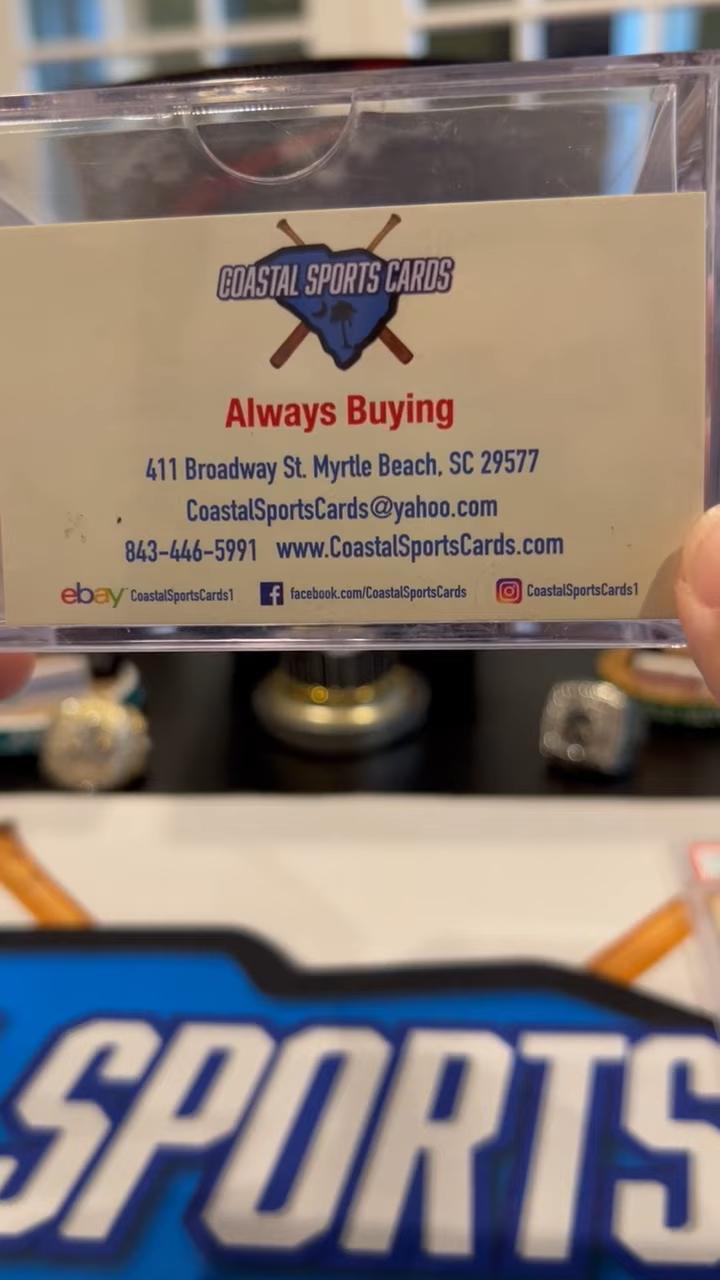 COASTAL SPORTS CARDS
Always Buying
411 Broadway St. Myrtle Beach, SC 29577
CoastalSportsCards@yahoo.com
843-446-5991 www.CoastalSportsCards.com
ebay CoastalSportsCards1 facebook.com/CoastalSportsCards CoastalSportsCards1
SPORTS